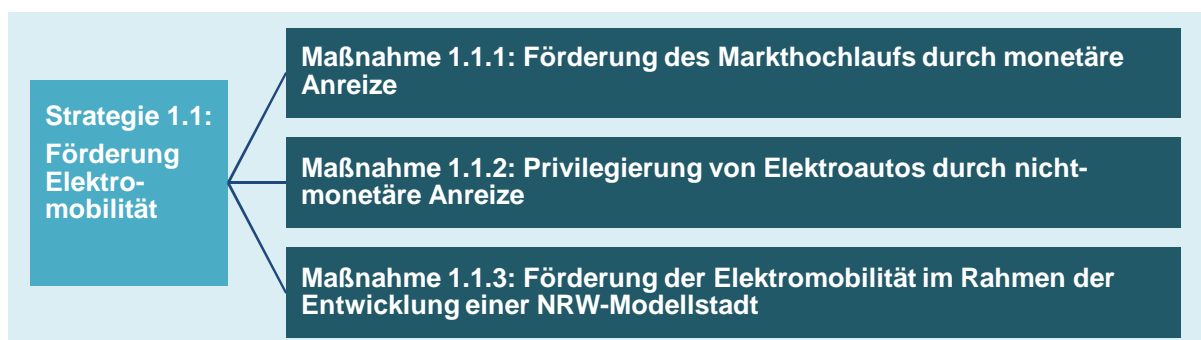 Strategie 1.1:
Förderung
Elektro-
mobilität
Maßnahme 1.1.1: Förderung des Markthochlaufs durch monetäre
Anreize
Maßnahme 1.1.2: Privilegierung von Elektroautos durch nicht-
monetäre Anreize
Maßnahme 1.1.3: Förderung der Elektromobilität im Rahmen der
Entwicklung einer NRW-Modellstadt